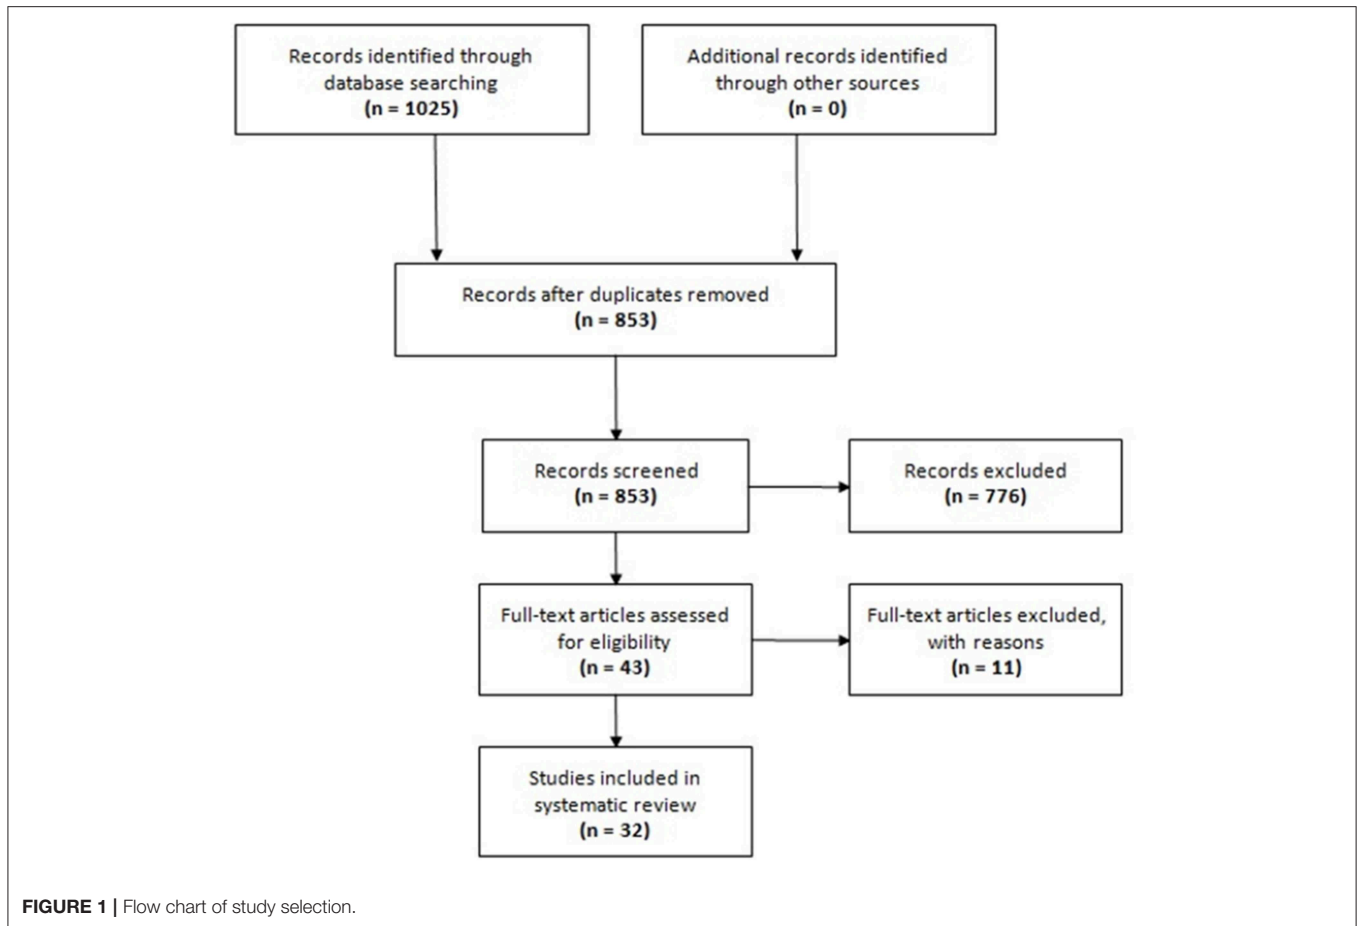 Records identified through
database searching
(n = 1025)
Additional records identified
through other sources
(n = 0)
Records after duplicates removed
(n = 853)
Records screened
(n = 853)
Records excluded
(n = 776)
Full-text articles assessed
for eligibility
(n = 43)
Full-text articles excluded,
with reasons
(n = 11)
Studies included in
systematic review
(n = 32)
FIGURE 1 | Flow chart of study selection.